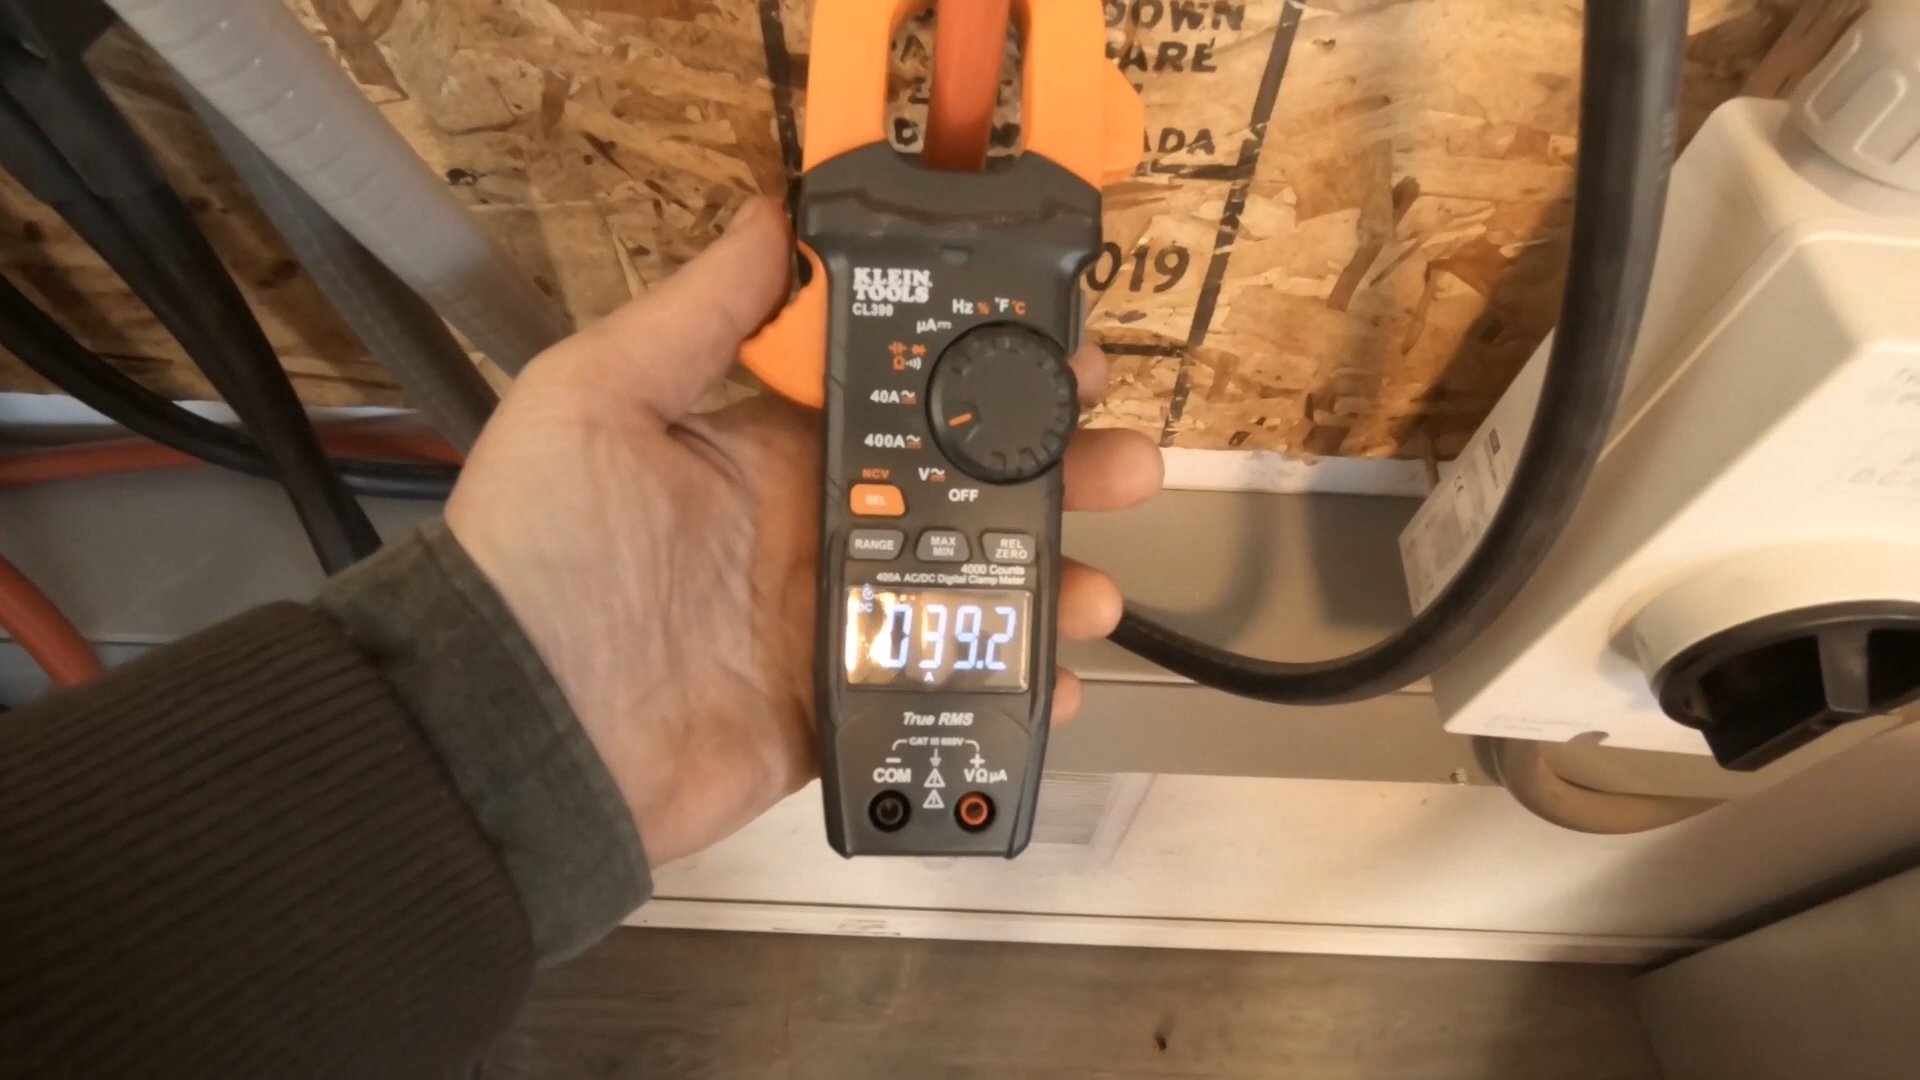 DOWN
ARE
ADA
019
KLEIN
TOOLS
CL390
Hz % °F °C
µA
Ω
40A
400A
NCV
V
OFF
SEL
RANGE
MAX
MIN
REL
ZERO
4000 Counts
400A AC/DC Digital Clamp Meter
DC
039.2
A
True RMS
CAT III 600V
COM
VΩµA